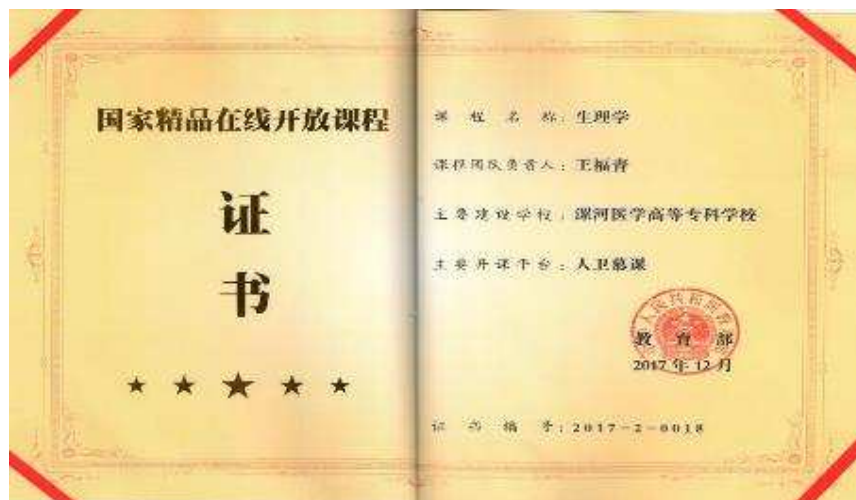 国家精品在线开放课程
证
书
课程名称：生理学
课程团队负责人：王福青
主要建设学校：漯河医学高等专科学校
主要开课平台：人卫慕课
教育部
2017年12月
证书编号：2017-2-0018